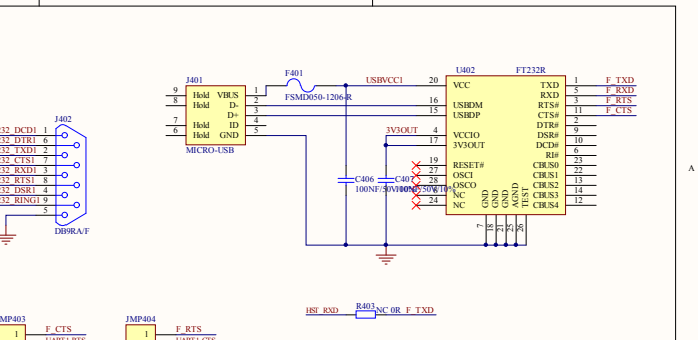 F401
FSMD050-1206-R
USBVCC1
U402
FT232R
J401
9 Hold VBUS 1
8 Hold D- 2
D+ 3
7 Hold ID 4
6 Hold GND 5
MICRO-USB
20 VCC TXD 1 F_TXD
RXD 5 F_RXD
16 USBDM RTS# 3 F_RTS
15 USBDP CTS# 11 F_CTS
DTR# 2
3V3OUT 4 VCCIO DSR# 9
17 3V3OUT DCD# 10
RI# 6
19 RESET# CBUS0 23
27 OSCI CBUS1 22
28 OSCO CBUS2 13
NC CBUS3 14
24 NC CBUS4 12
GND GND GND AGND TEST
7 18 21 25 26
C406
100NF/50V
C407
J402
232_DCD1 1
232_DTR1 6
232_TXD1 2
232_CTS1 7
232_RXD1 3
232_RTS1 8
232_DSR1 4
232_RING1 9
5
DB9RA/F
A
HST_RXD R403 NC 0R F_TXD
MP403
1 F_CTS
UART1-RTS
JMP404
1 F_RTS
UART1-CTS